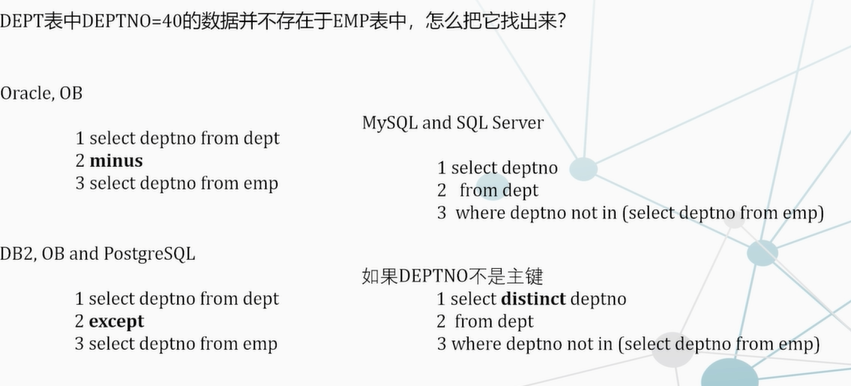 DEPT表中DEPTNO=40的数据并不存在于EMP表中，怎么把它找出来？
Oracle, OB
1 select deptno from dept
2 minus
3 select deptno from emp
DB2, OB and PostgreSQL
1 select deptno from dept
2 except
3 select deptno from emp
MySQL and SQL Server
1 select deptno
2 from dept
3 where deptno not in (select deptno from emp)
如果DEPTNO不是主键
1 select distinct deptno
2 from dept
3 where deptno not in (select deptno from emp)